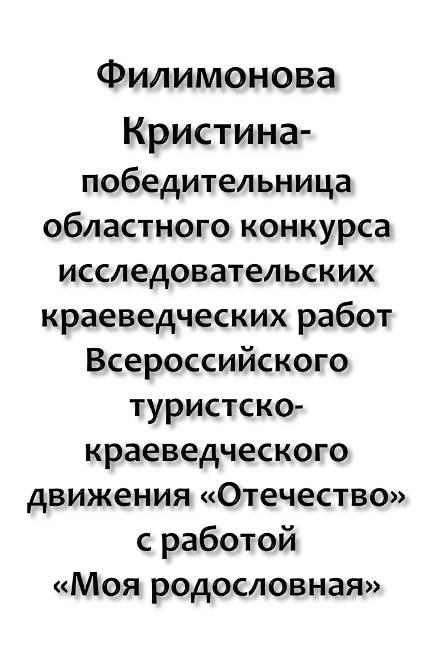 Филимонова
Кристина-
победительница
областного конкурса
исследовательских
краеведческих работ
Всероссийского
туристско-
краеведческого
движения «Отечество»
с работой
«Моя родословная»